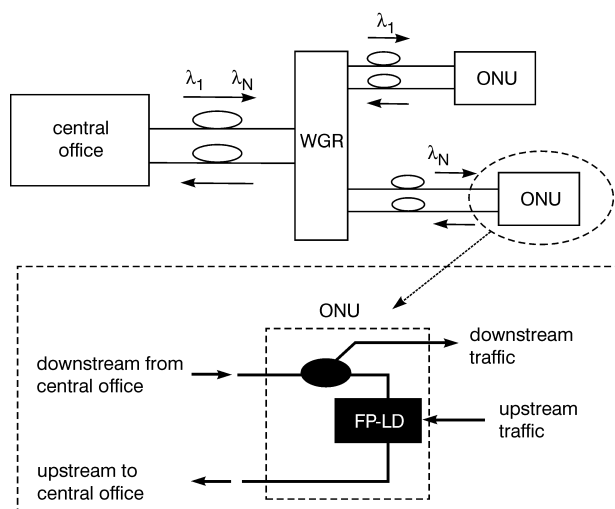 λ1
λ1 λN
ONU
central
office
WGR
λN
ONU
ONU
downstream
traffic
downstream from
central office
FP-LD
upstream
traffic
upstream to
central office